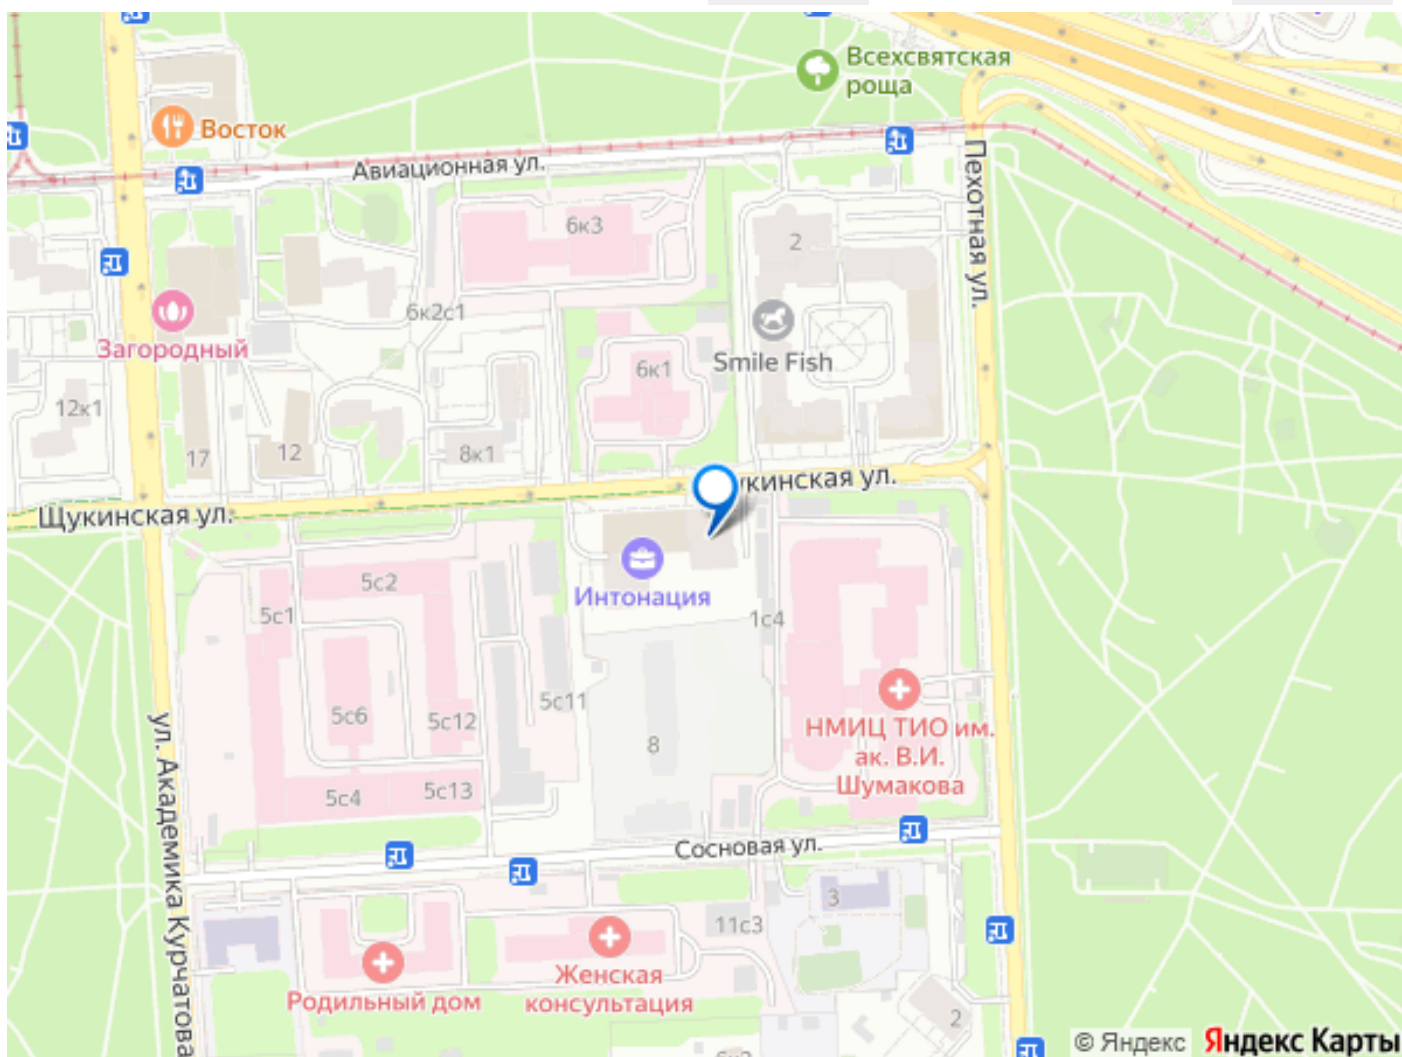 Всехсвятская
роща
Восток
Авиационная ул.
Пехотная ул.
6к3
2
6к2с1
Загородный
Smile Fish
6к1
12к1
17
12
8к1
укинская ул.
Щукинская ул.
5с2
5с1
Интонация
1с4
5с6
5с12
5с11
8
НМИЦ ТИО им.
ак. В.И.
Шумакова
5с4
5с13
ул. Академика Курчатова
Сосновая ул.
3
11с3
Женская
консультация
Родильный дом
2
© Яндекс Яндекс Карты